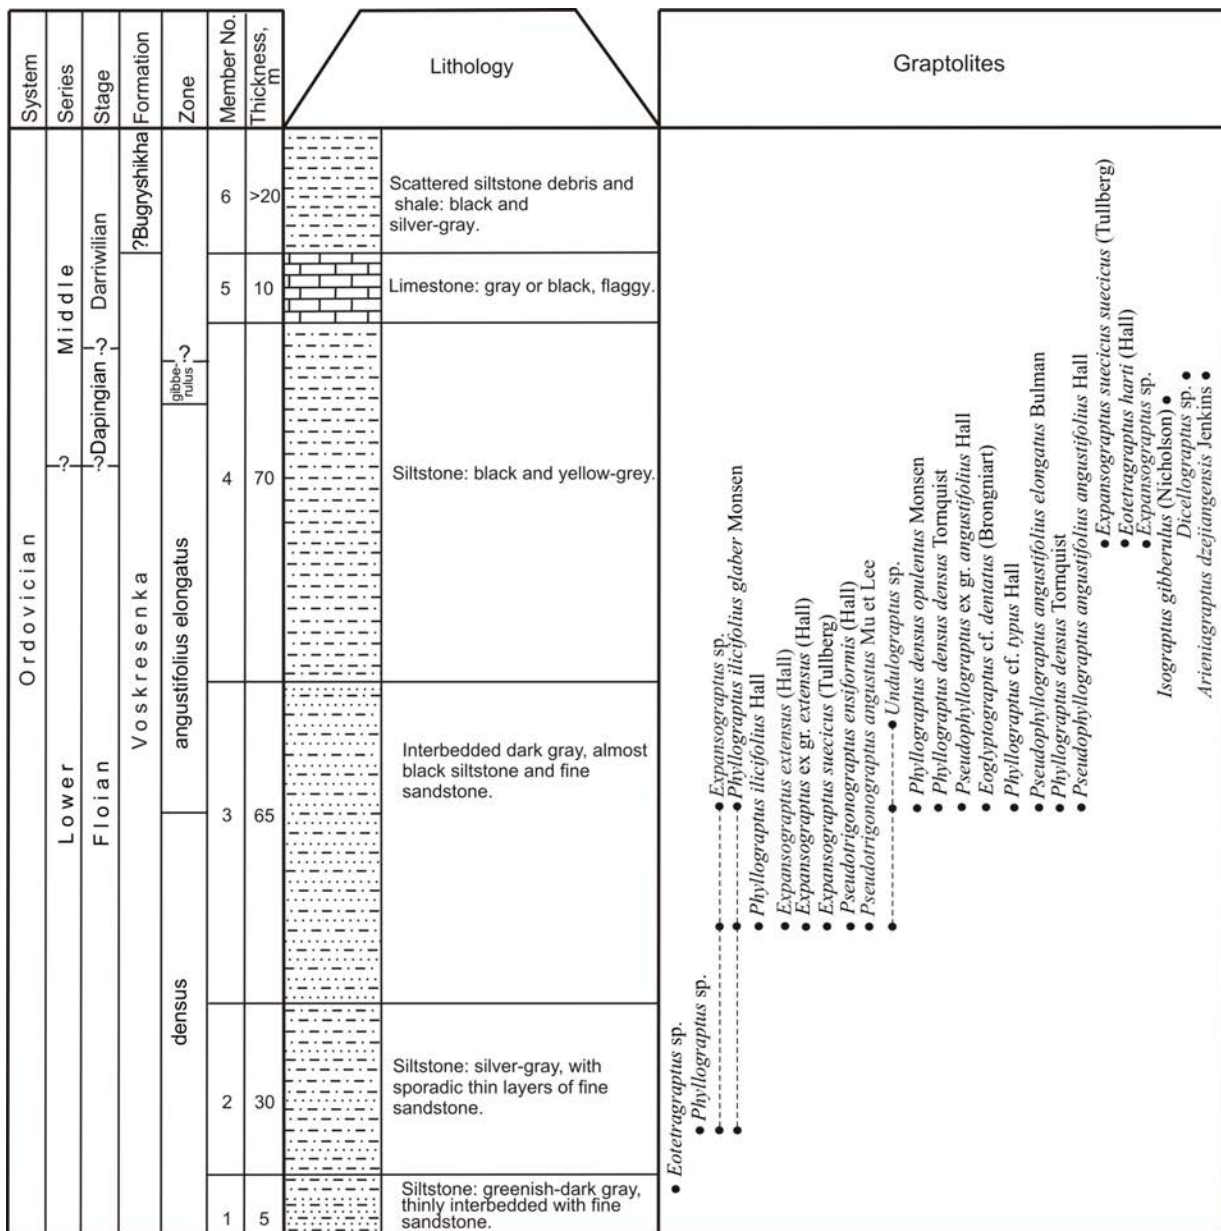 System
Series
Stage
Formation
Zone
Member No.
Thickness,
m
Lithology
Graptolites
Ordovician
Middle
?
Lower
Darriwilian
?
Dapingian
?
Floian
?Bugryshikha
Voskresenka
?
gibbe-
rulus
angustifolius elongatus
densus
6
>20
Scattered siltstone debris and
shale: black and
silver-gray.
5
10
Limestone: gray or black, flaggy.
4
70
Siltstone: black and yellow-grey.
3
65
Interbedded dark gray, almost
black siltstone and fine
sandstone.
2
30
Siltstone: silver-gray, with
sporadic thin layers of fine
sandstone.
1
5
Siltstone: greenish-dark gray,
thinly interbedded with fine
sandstone.
Eotetragraptus sp.
Phyllograptus sp.
Expansograptus sp.
Phyllograptus ilicifolius glaber Monsen
Phyllograptus ilicifolius Hall
Expansograptus extensus (Hall)
Expansograptus ex gr. extensus (Hall)
Expansograptus suecicus (Tullberg)
Pseudotrigonograptus ensiformis (Hall)
Pseudotrigonograptus angustus Mu et Lee
Undulograptus sp.
Phyllograptus densus opulentus Monsen
Phyllograptus densus densus Tornquist
Pseudophyllograptus ex gr. angustifolius Hall
Eoglyptograptus cf. dentatus (Brongniart)
Phyllograptus cf. typus Hall
Pseudophyllograptus angustifolius elongatus Bulman
Phyllograptus densus Tornquist
Pseudophyllograptus angustifolius angustifolius Hall
Expansograptus suecicus suecicus (Tullberg)
Eotetragraptus harti (Hall)
Expansograptus sp.
Isograptus gibberulus (Nicholson)
Dicellograptus sp.
Arieniagraptus dzejiangensis Jenkins